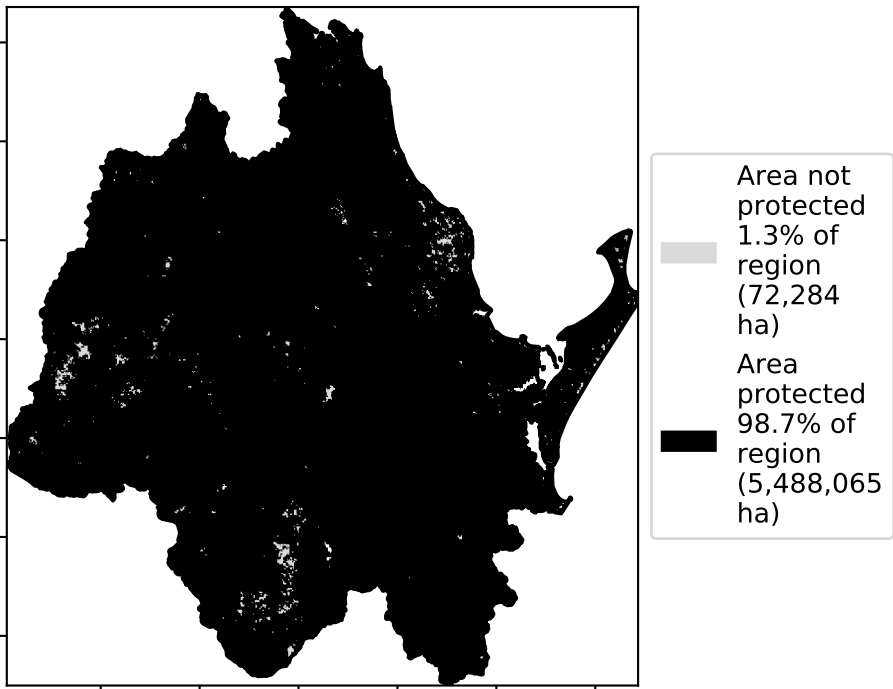 Area not
protected
1.3% of
region
(72,284
ha)
Area
protected
98.7% of
region
(5,488,065
ha)